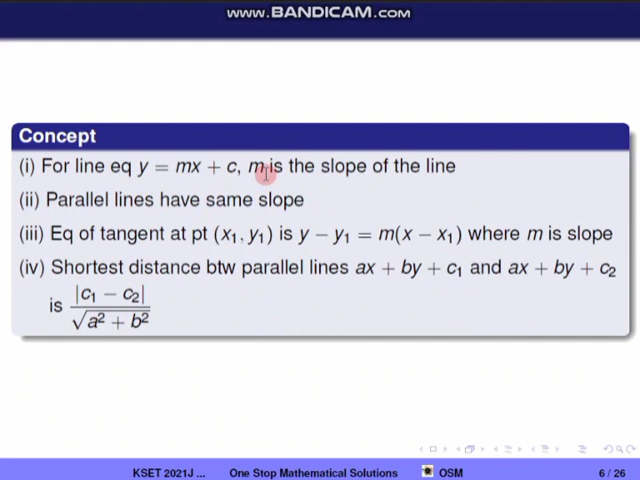 www.BANDICAM.com
Concept
(i) For line eq y = mx + c, m is the slope of the line
(ii) Parallel lines have same slope
(iii) Eq of tangent at pt (x₁, y₁) is y − y₁ = m(x − x₁) where m is slope
(iv) Shortest distance btw parallel lines ax + by + c₁ and ax + by + c₂
is |c₁ − c₂| / √(a² + b²)
KSET 2021J ... One Stop Mathematical Solutions OSM 6 / 26